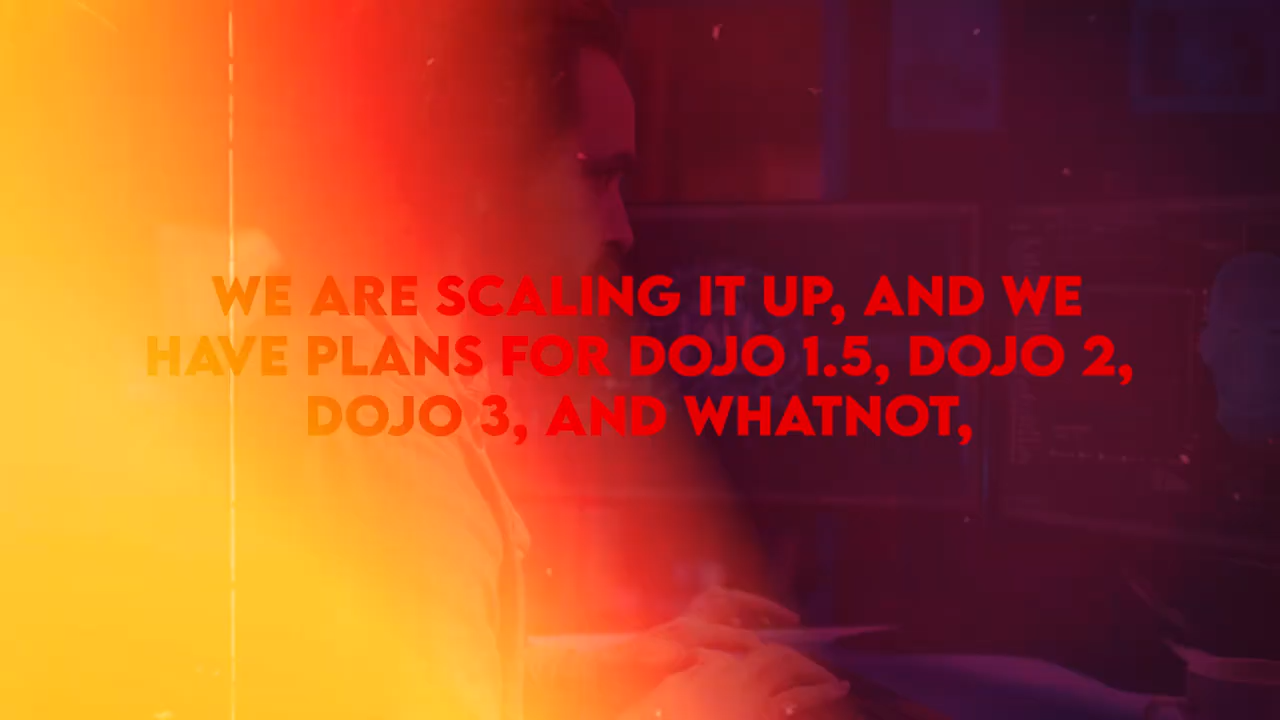 WE ARE SCALING IT UP, AND WE
HAVE PLANS FOR DOJO 1.5, DOJO 2,
DOJO 3, AND WHATNOT,